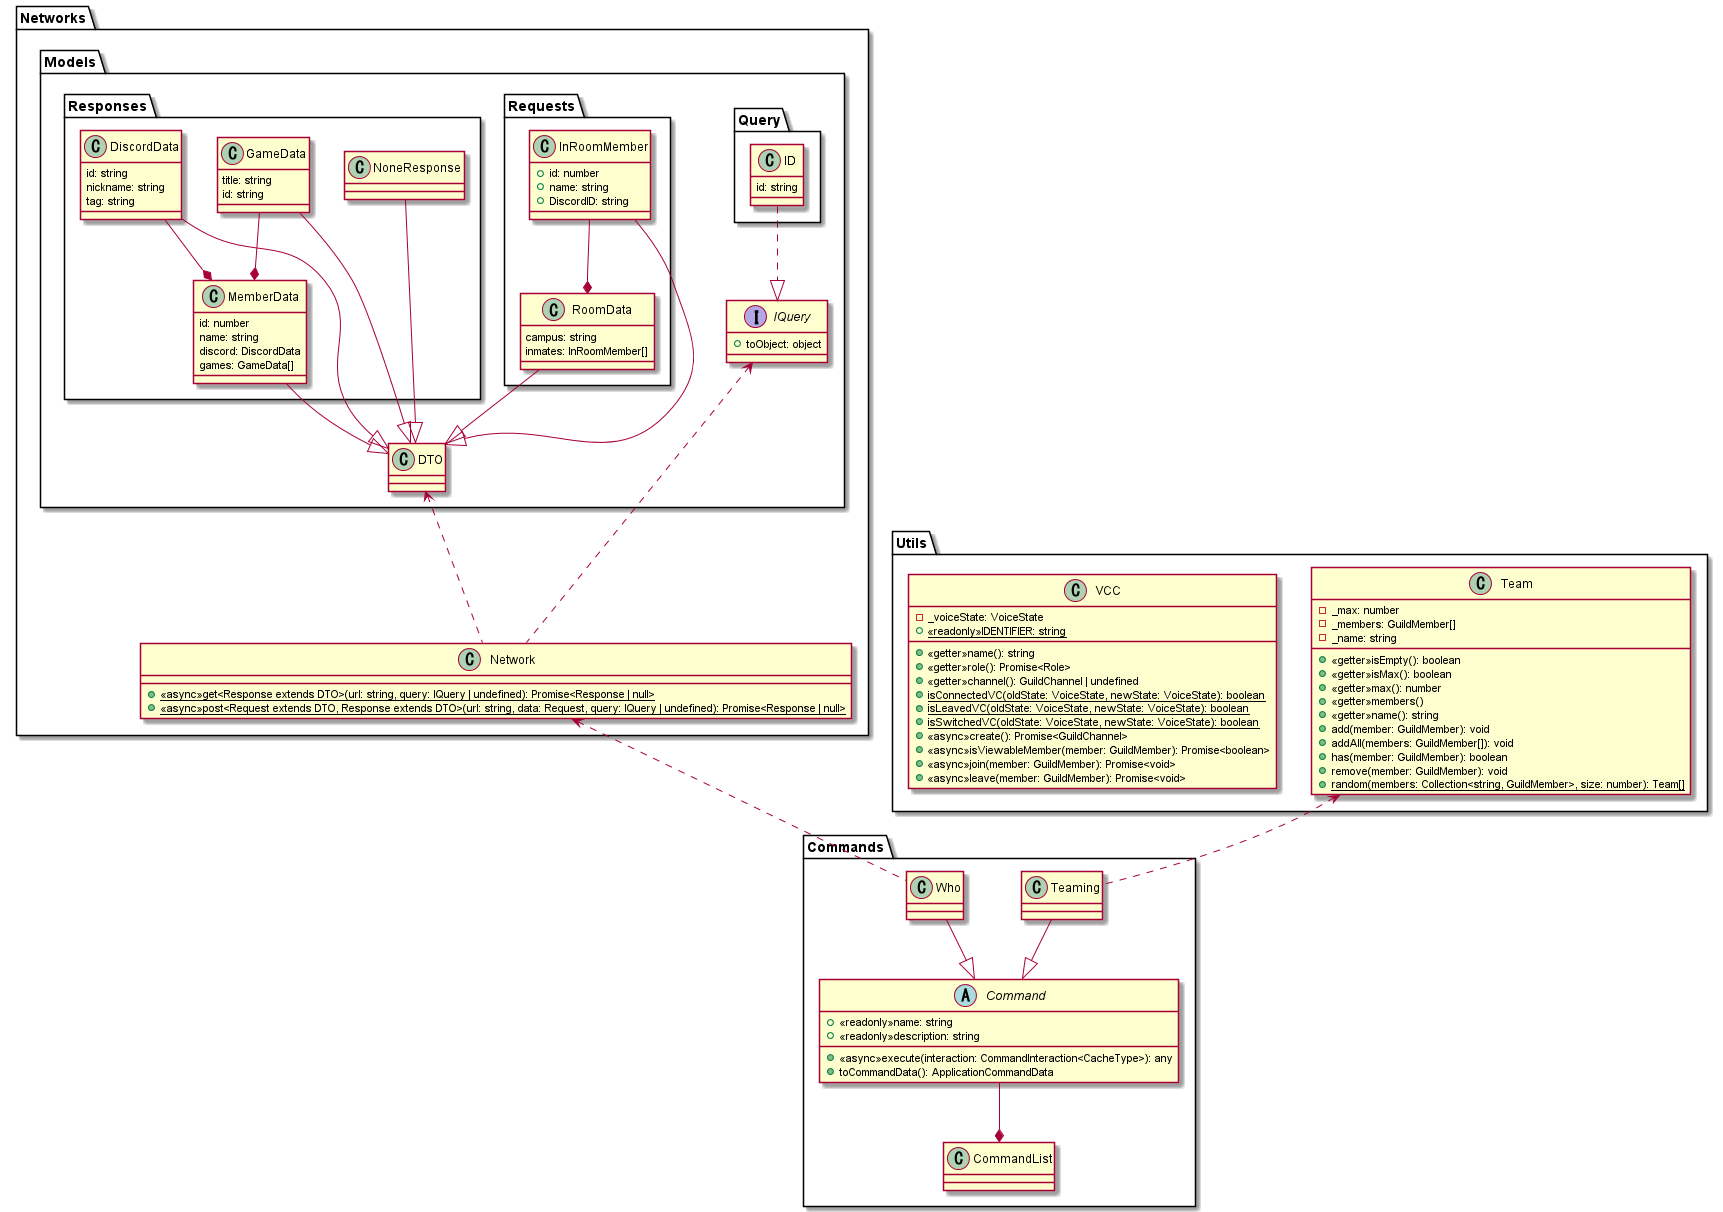 Networks
Models
Responses
C DiscordData
id: string
nickname: string
tag: string
C GameData
title: string
id: string
C NoneResponse
C MemberData
id: number
name: string
discord: DiscordData
games: GameData[]
Requests
C InRoomMember
id: number
name: string
DiscordID: string
C RoomData
campus: string
inmates: InRoomMember[]
Query
C ID
id: string
I IQuery
toObject: object
C DTO
C Network
«async»get<Response extends DTO>(url: string, query: IQuery | undefined): Promise<Response | null>
«async»post<Request extends DTO, Response extends DTO>(url: string, data: Request, query: IQuery | undefined): Promise<Response | null>
Utils
C VCC
_voiceState: VoiceState
«readonly»IDENTIFIER: string
«getter»name(): string
«getter»role(): Promise<Role>
«getter»channel(): GuildChannel | undefined
isConnectedVC(oldState: VoiceState, newState: VoiceState): boolean
isLeavedVC(oldState: VoiceState, newState: VoiceState): boolean
isSwitchedVC(oldState: VoiceState, newState: VoiceState): boolean
«async»create(): Promise<GuildChannel>
«async»isViewableMember(member: GuildMember): Promise<boolean>
«async»join(member: GuildMember): Promise<void>
«async»leave(member: GuildMember): Promise<void>
C Team
_max: number
_members: GuildMember[]
_name: string
«getter»isEmpty(): boolean
«getter»isMax(): boolean
«getter»max(): number
«getter»members()
«getter»name(): string
add(member: GuildMember): void
addAll(members: GuildMember[]): void
has(member: GuildMember): boolean
remove(member: GuildMember): void
random(members: Collection<string, GuildMember>, size: number): Team[]
Commands
C Who
C Teaming
A Command
«readonly»name: string
«readonly»description: string
«async»execute(interaction: CommandInteraction<CacheType>): any
toCommandData(): ApplicationCommandData
C CommandList